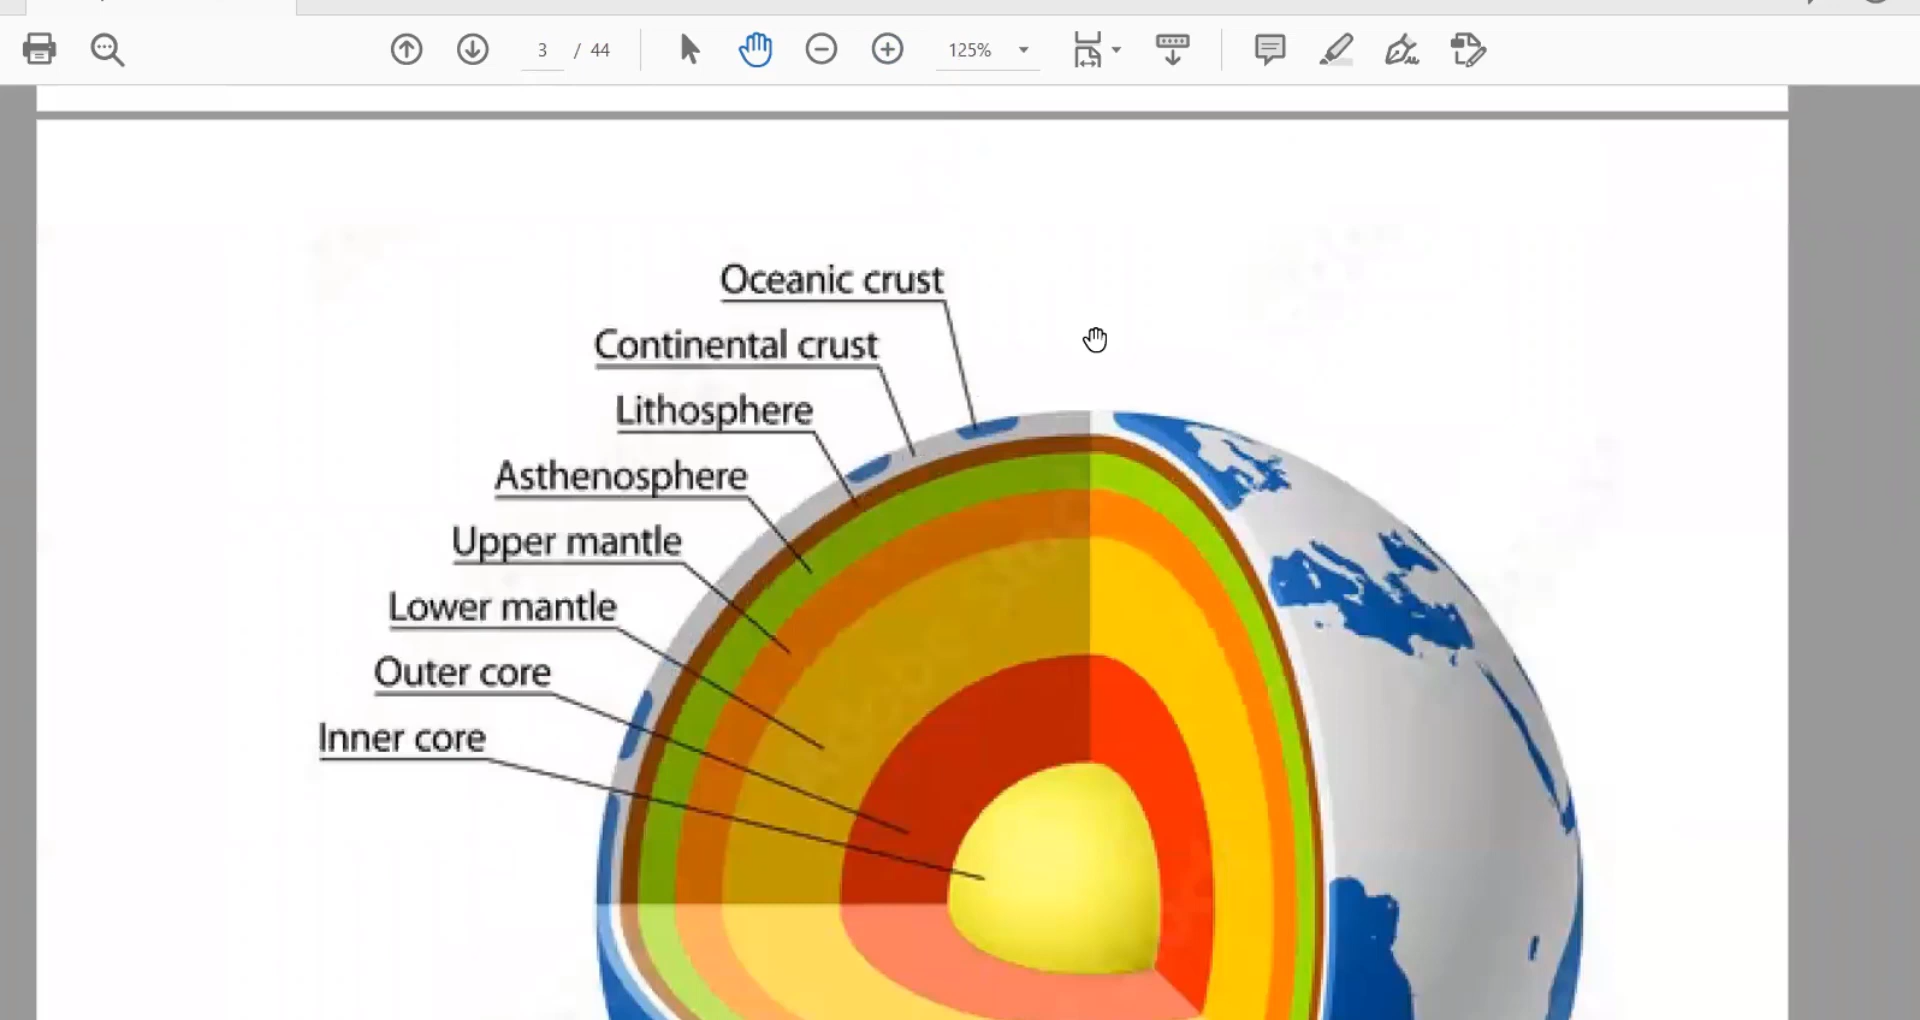 3 / 44
125%
Oceanic crust
Continental crust
Lithosphere
Asthenosphere
Upper mantle
Lower mantle
Outer core
Inner core